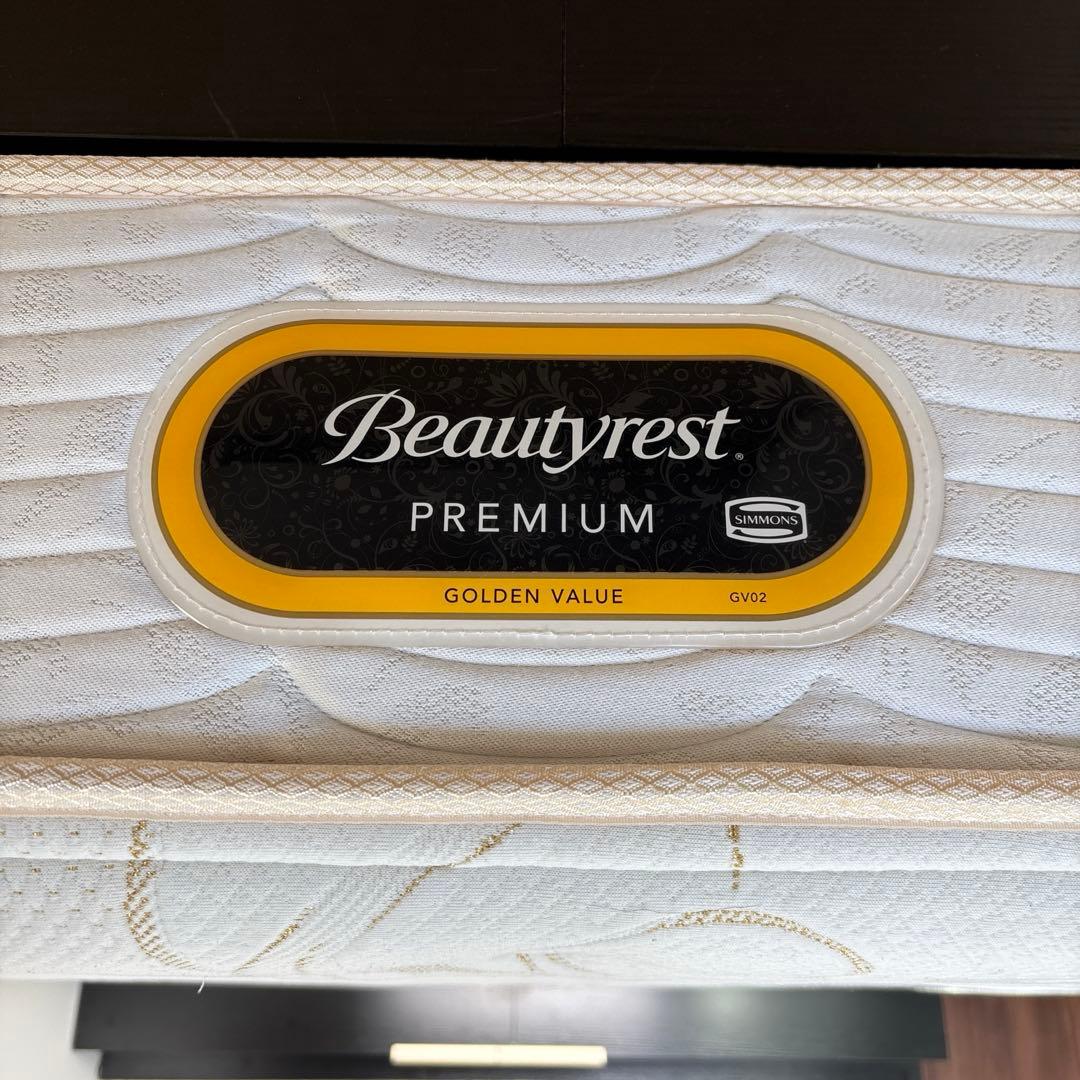 Beautyrest®
PREMIUM
SIMMONS
GOLDEN VALUE
GV02